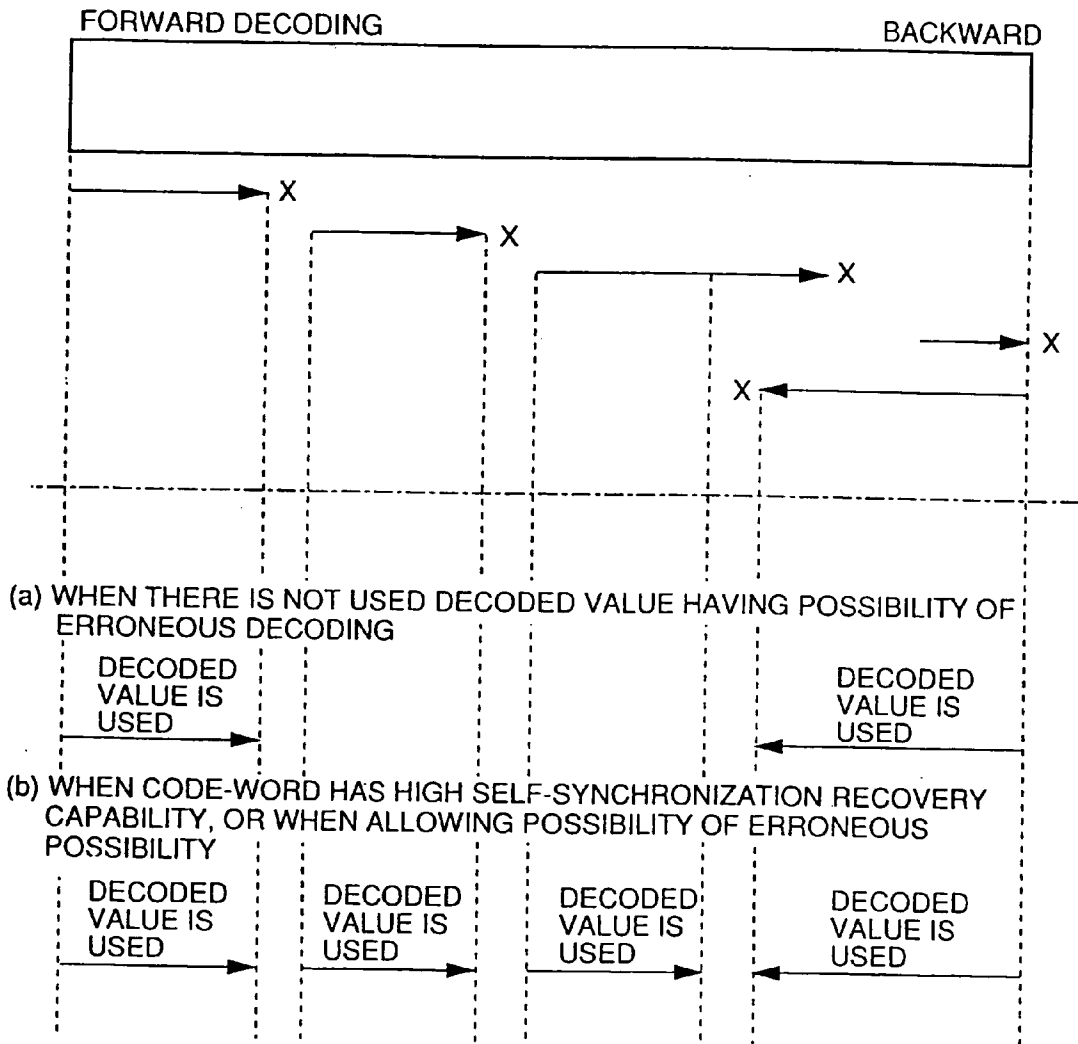 FORWARD DECODING
BACKWARD
X
X
X
X
X
(a) WHEN THERE IS NOT USED DECODED VALUE HAVING POSSIBILITY OF
ERRONEOUS DECODING
DECODED
VALUE IS
USED
DECODED
VALUE IS
USED
(b) WHEN CODE-WORD HAS HIGH SELF-SYNCHRONIZATION RECOVERY
CAPABILITY, OR WHEN ALLOWING POSSIBILITY OF ERRONEOUS
POSSIBILITY
DECODED
VALUE IS
USED
DECODED
VALUE IS
USED
DECODED
VALUE IS
USED
DECODED
VALUE IS
USED